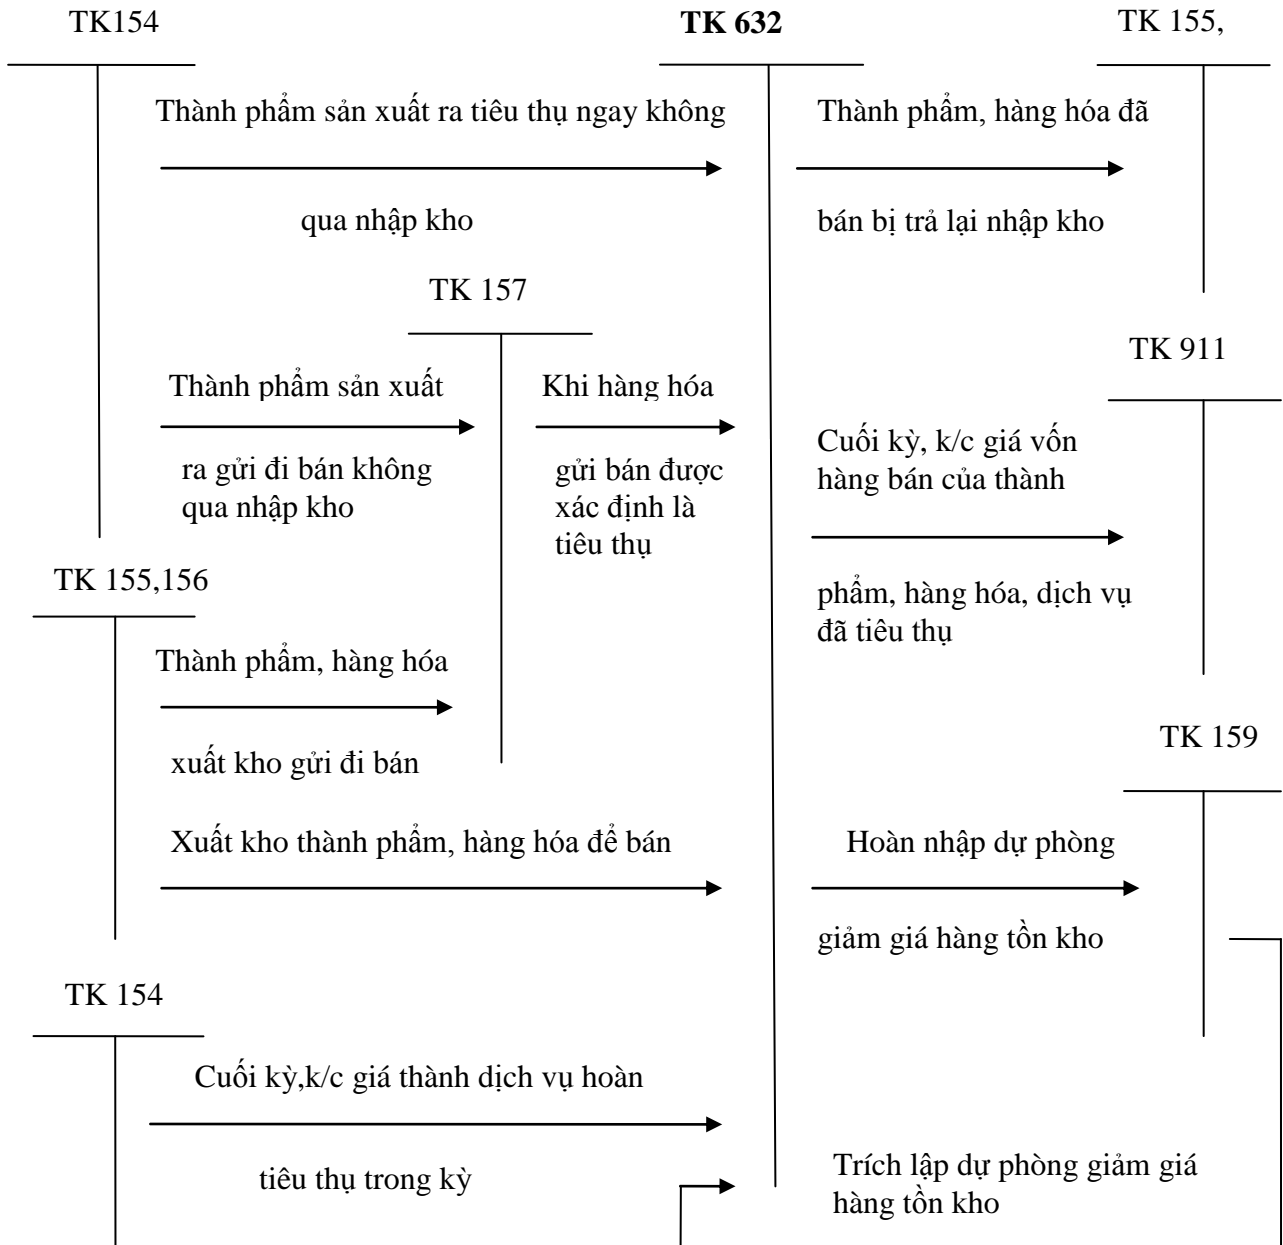 TK154
TK 632
TK 155,
Thành phẩm sản xuất ra tiêu thụ ngay không
qua nhập kho
Thành phẩm, hàng hóa đã
bán bị trả lại nhập kho
TK 157
TK 911
Thành phẩm sản xuất
ra gửi đi bán không
qua nhập kho
Khi hàng hóa
gửi bán được
xác định là
tiêu thụ
Cuối kỳ, k/c giá vốn
hàng bán của thành
phẩm, hàng hóa, dịch vụ
đã tiêu thụ
TK 155,156
Thành phẩm, hàng hóa
xuất kho gửi đi bán
TK 159
Xuất kho thành phẩm, hàng hóa để bán
Hoàn nhập dự phòng
giảm giá hàng tồn kho
TK 154
Cuối kỳ,k/c giá thành dịch vụ hoàn
tiêu thụ trong kỳ
Trích lập dự phòng giảm giá
hàng tồn kho